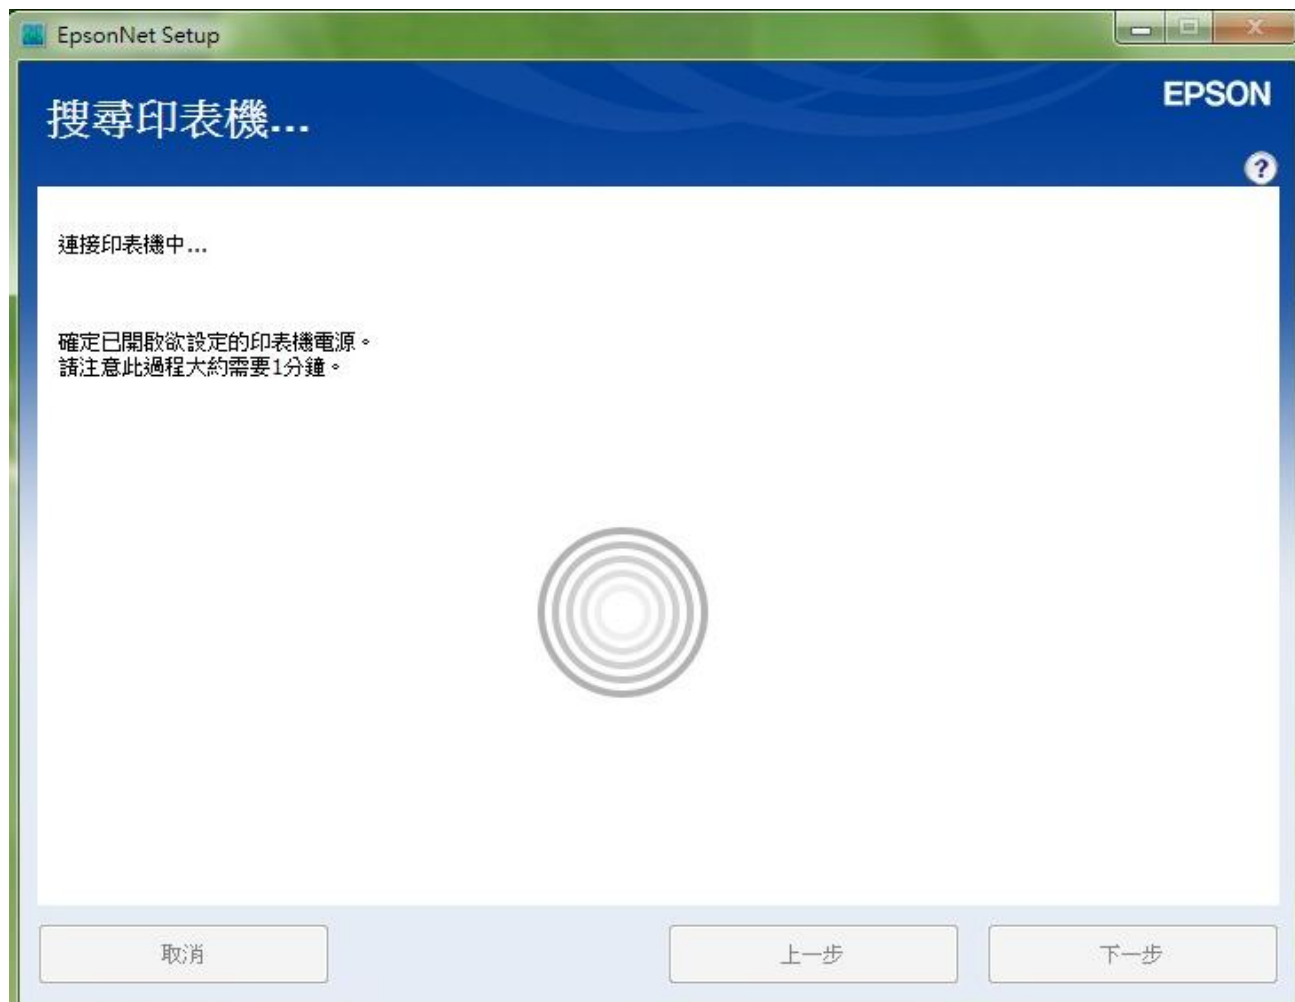 EpsonNet Setup
EPSON
搜尋印表機...
?
連接印表機中...
確定已開啟欲設定的印表機電源。
請注意此過程大約需要1分鐘。
取消
上一步
下一步